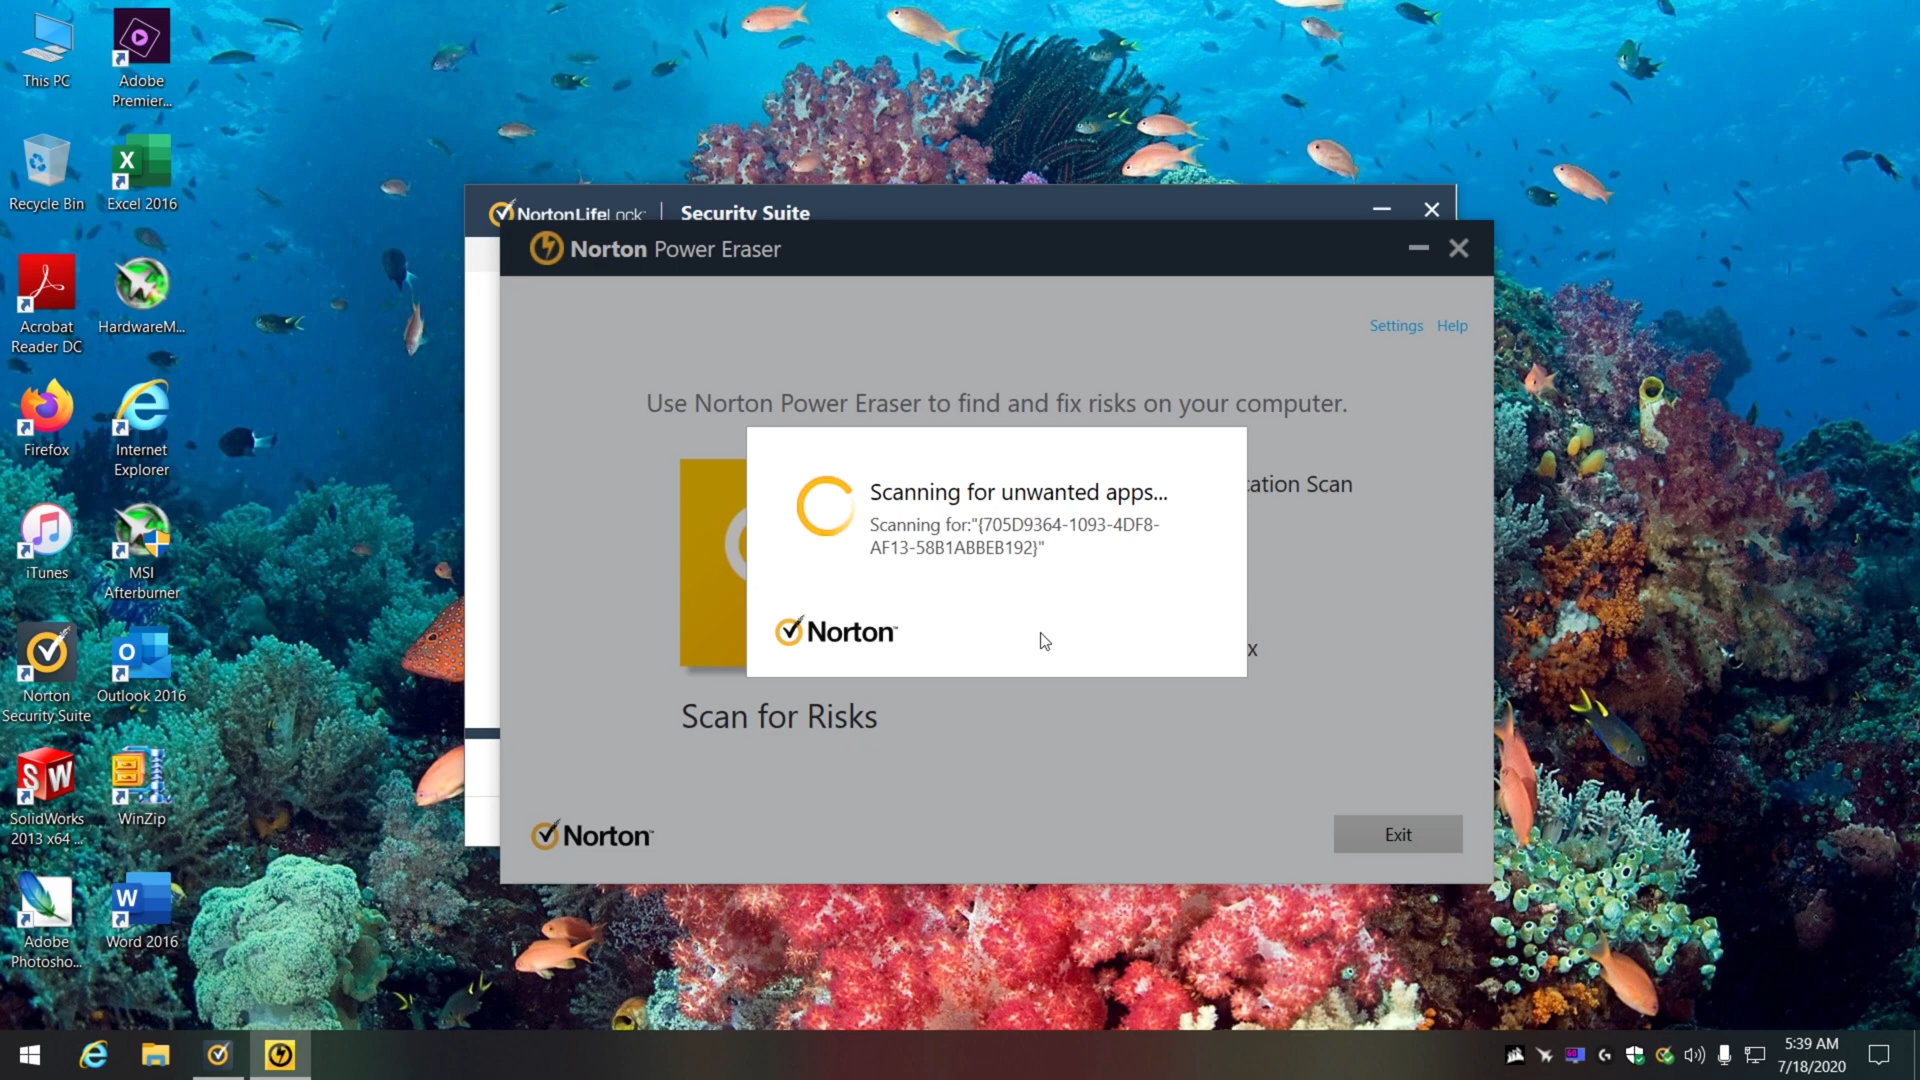 This PC
Adobe
Premier...
Recycle Bin
Excel 2016
Acrobat
Reader DC
HardwareM...
Firefox
Internet
Explorer
iTunes
MSI
Afterburner
Norton
Security Suite
Outlook 2016
SolidWorks
2013 x64 ...
WinZip
Adobe
Photosho...
Word 2016
NortonLifeLock
Security Suite
Norton Power Eraser
Settings
Help
Use Norton Power Eraser to find and fix risks on your computer.
cation Scan
Scanning for unwanted apps...
Scanning for:"{705D9364-1093-4DF8-
AF13-58B1ABBEB192}"
Norton
x
Scan for Risks
Norton
Exit
5:39 AM
7/18/2020